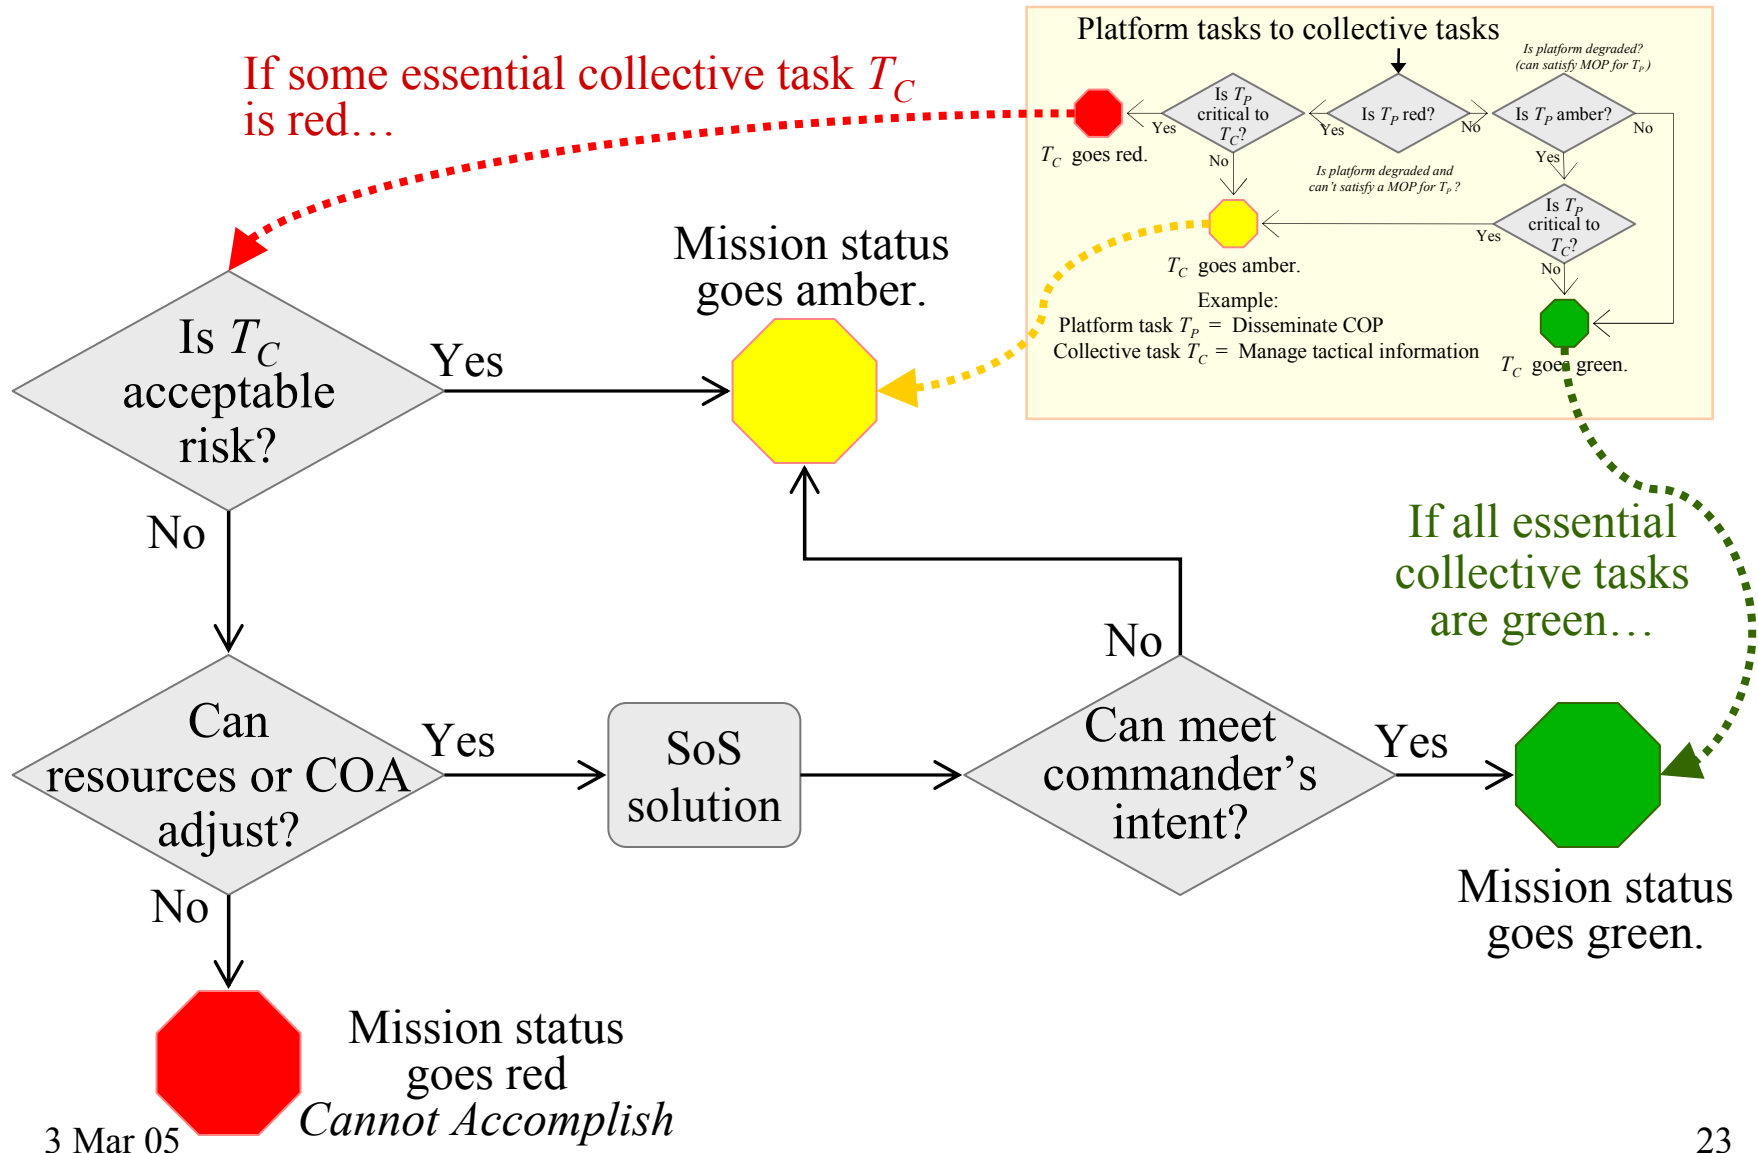 Platform tasks to collective tasks
Is platform degraded?
(can satisfy MOP for T_P)
If some essential collective task T_C
is red…
Is T_P
critical to
T_C?
Is T_P red?
Is T_P amber?
Yes
Yes
No
No
T_C goes red.
No
Yes
Is platform degraded and
can't satisfy a MOP for T_P?
Is T_P
critical to
T_C?
Yes
No
T_C goes amber.
Example:
Platform task T_P = Disseminate COP
Collective task T_C = Manage tactical information
T_C goes green.
Mission status
goes amber.
Is T_C
acceptable
risk?
Yes
No
If all essential
collective tasks
are green…
No
Can
resources or COA
adjust?
Yes
SoS
solution
Can meet
commander's
intent?
Yes
No
Mission status
goes green.
Mission status
goes red
Cannot Accomplish
3 Mar 05
23